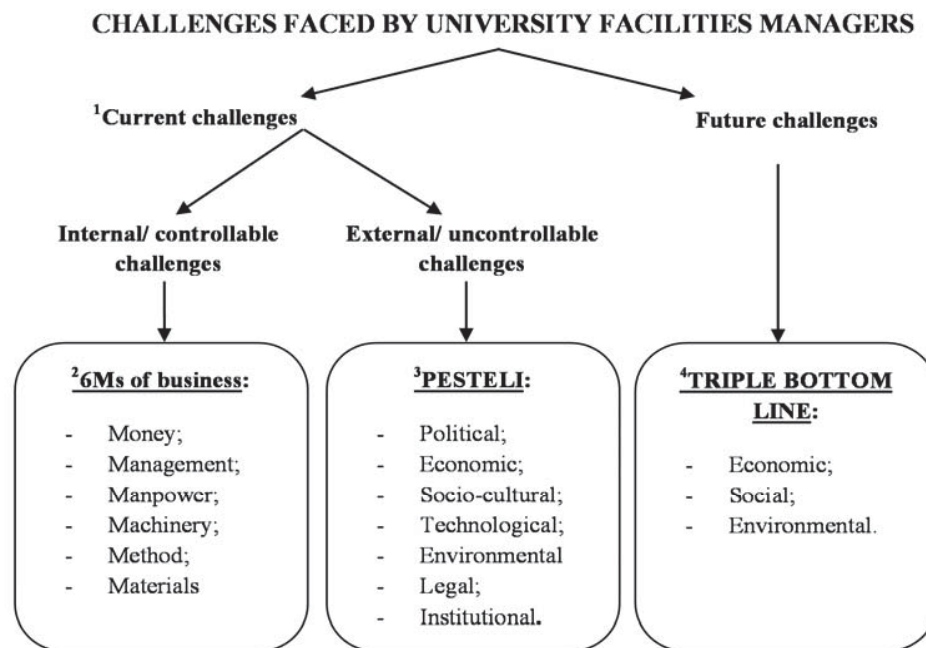 CHALLENGES FACED BY UNIVERSITY FACILITIES MANAGERS
¹Current challenges
Future challenges
Internal/ controllable
challenges
External/ uncontrollable
challenges
²6Ms of business:
- Money;
- Management;
- Manpower;
- Machinery;
- Method;
- Materials
³PESTELI:
- Political;
- Economic;
- Socio-cultural;
- Technological;
- Environmental
- Legal;
- Institutional.
⁴TRIPLE BOTTOM
LINE:
- Economic;
- Social;
- Environmental.